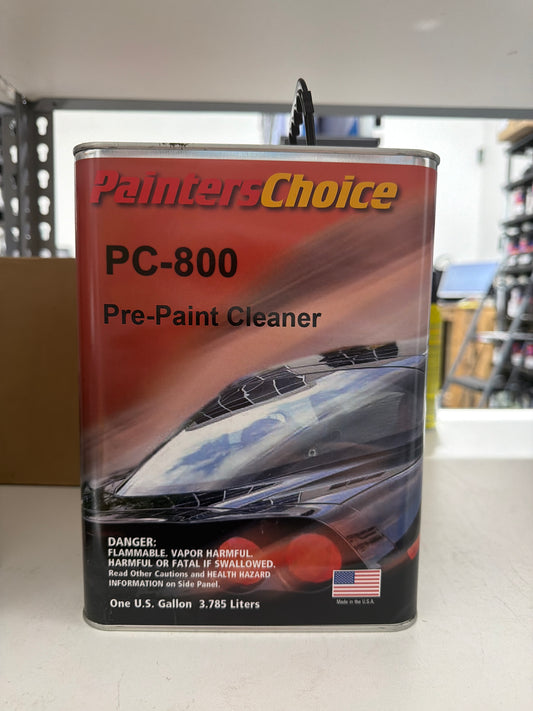 PaintersChoice
PC-800
Pre-Paint Cleaner
DANGER:
FLAMMABLE. VAPOR HARMFUL.
HARMFUL OR FATAL IF SWALLOWED.
Read Other Cautions and HEALTH HAZARD
INFORMATION on Side Panel.
Made in the U.S.A.
One U.S. Gallon 3.785 Liters